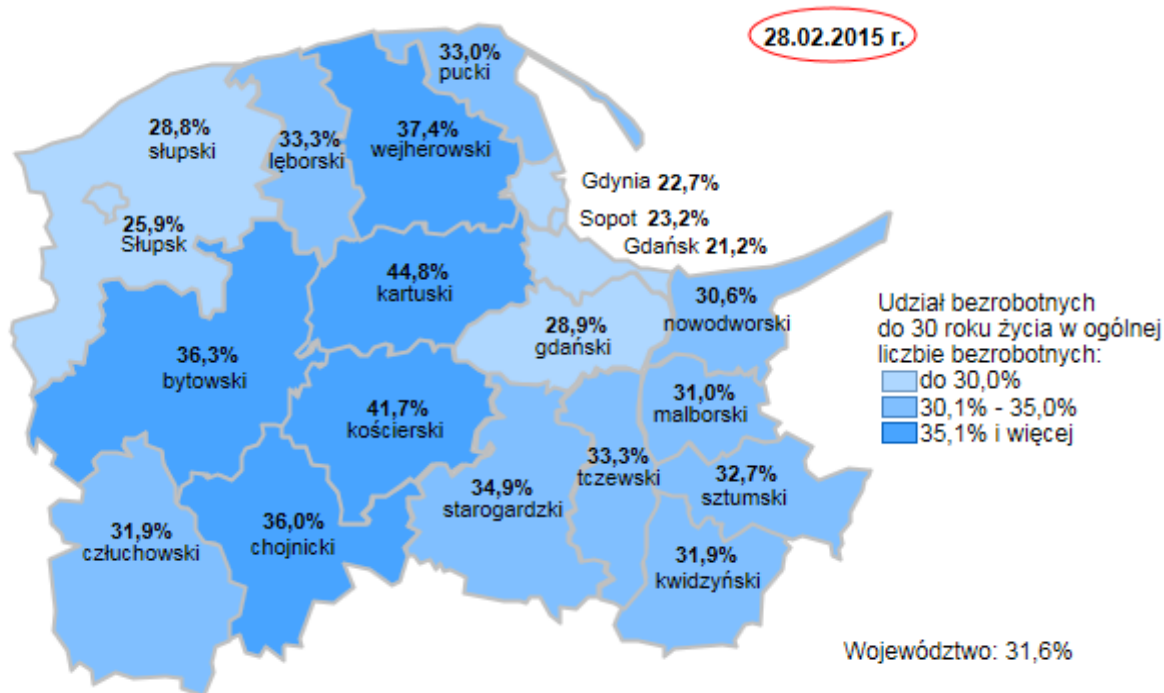 28.02.2015 r.
33,0%
pucki
28,8%
słupski
33,3%
lęborski
37,4%
wejherowski
Gdynia 22,7%
Sopot 23,2%
Gdańsk 21,2%
25,9%
Słupsk
44,8%
kartuski
30,6%
nowodworski
28,9%
gdański
36,3%
bytowski
41,7%
kościerski
31,0%
malborski
33,3%
tczewski
32,7%
sztumski
34,9%
starogardzki
31,9%
człuchowski
36,0%
chojnicki
31,9%
kwidzyński
Udział bezrobotnych
do 30 roku życia w ogólnej
liczbie bezrobotnych:
do 30,0%
30,1% - 35,0%
35,1% i więcej
Województwo: 31,6%